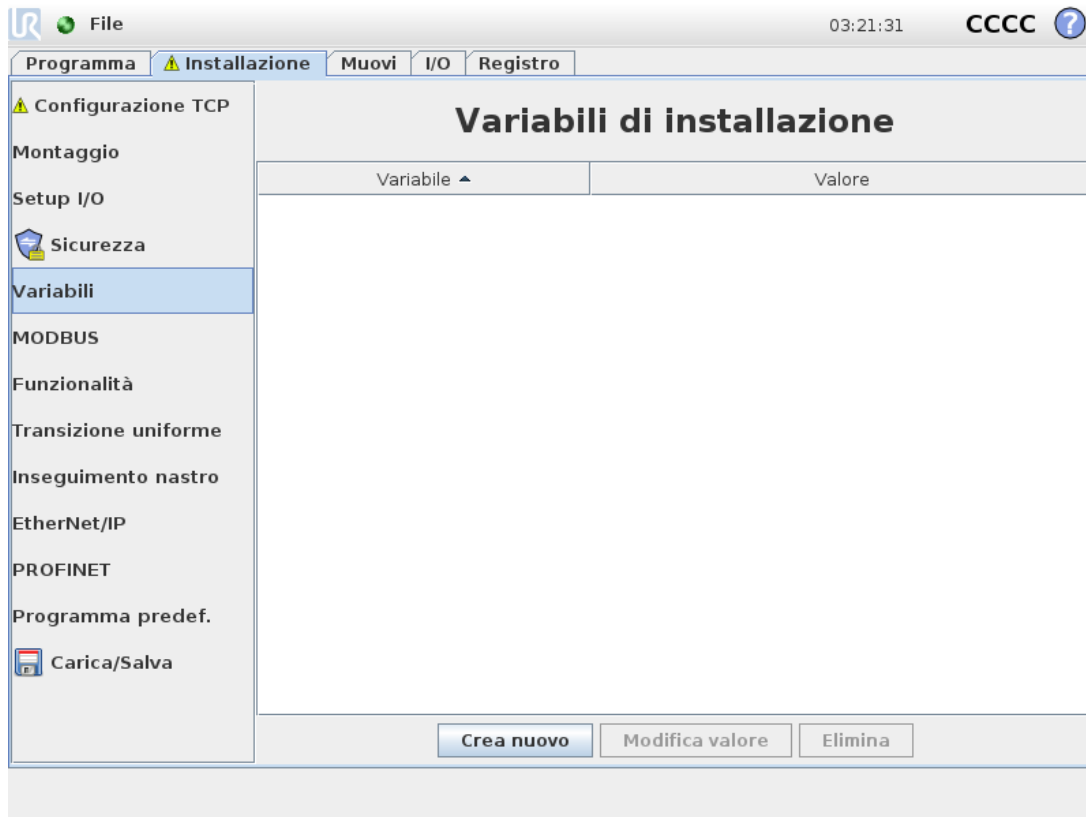 UR File 03:21:31 CCCC ?
Programma Installazione Muovi I/O Registro
Configurazione TCP
Montaggio
Setup I/O
Sicurezza
Variabili
MODBUS
Funzionalità
Transizione uniforme
Inseguimento nastro
EtherNet/IP
PROFINET
Programma predef.
Carica/Salva
Variabili di installazione
Variabile Valore
Crea nuovo Modifica valore Elimina